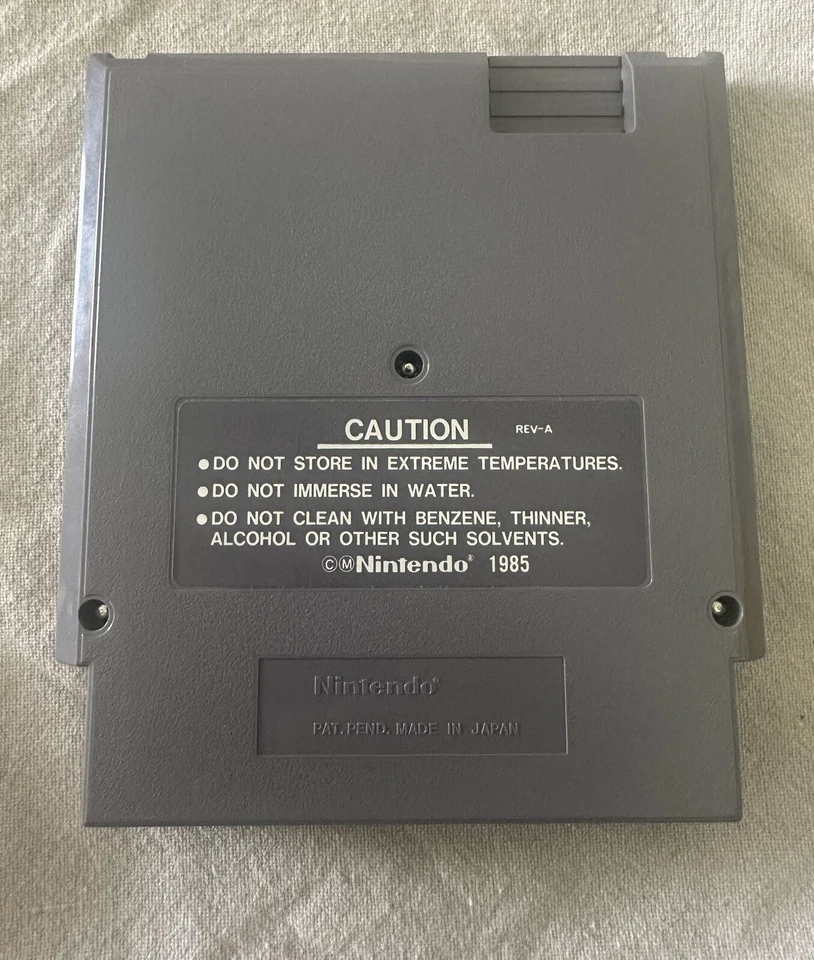 CAUTION REV-A
●DO NOT STORE IN EXTREME TEMPERATURES.
●DO NOT IMMERSE IN WATER.
●DO NOT CLEAN WITH BENZENE, THINNER,
ALCOHOL OR OTHER SUCH SOLVENTS.
ⒸⓂNintendo® 1985
Nintendo®
PAT. PEND. MADE IN JAPAN